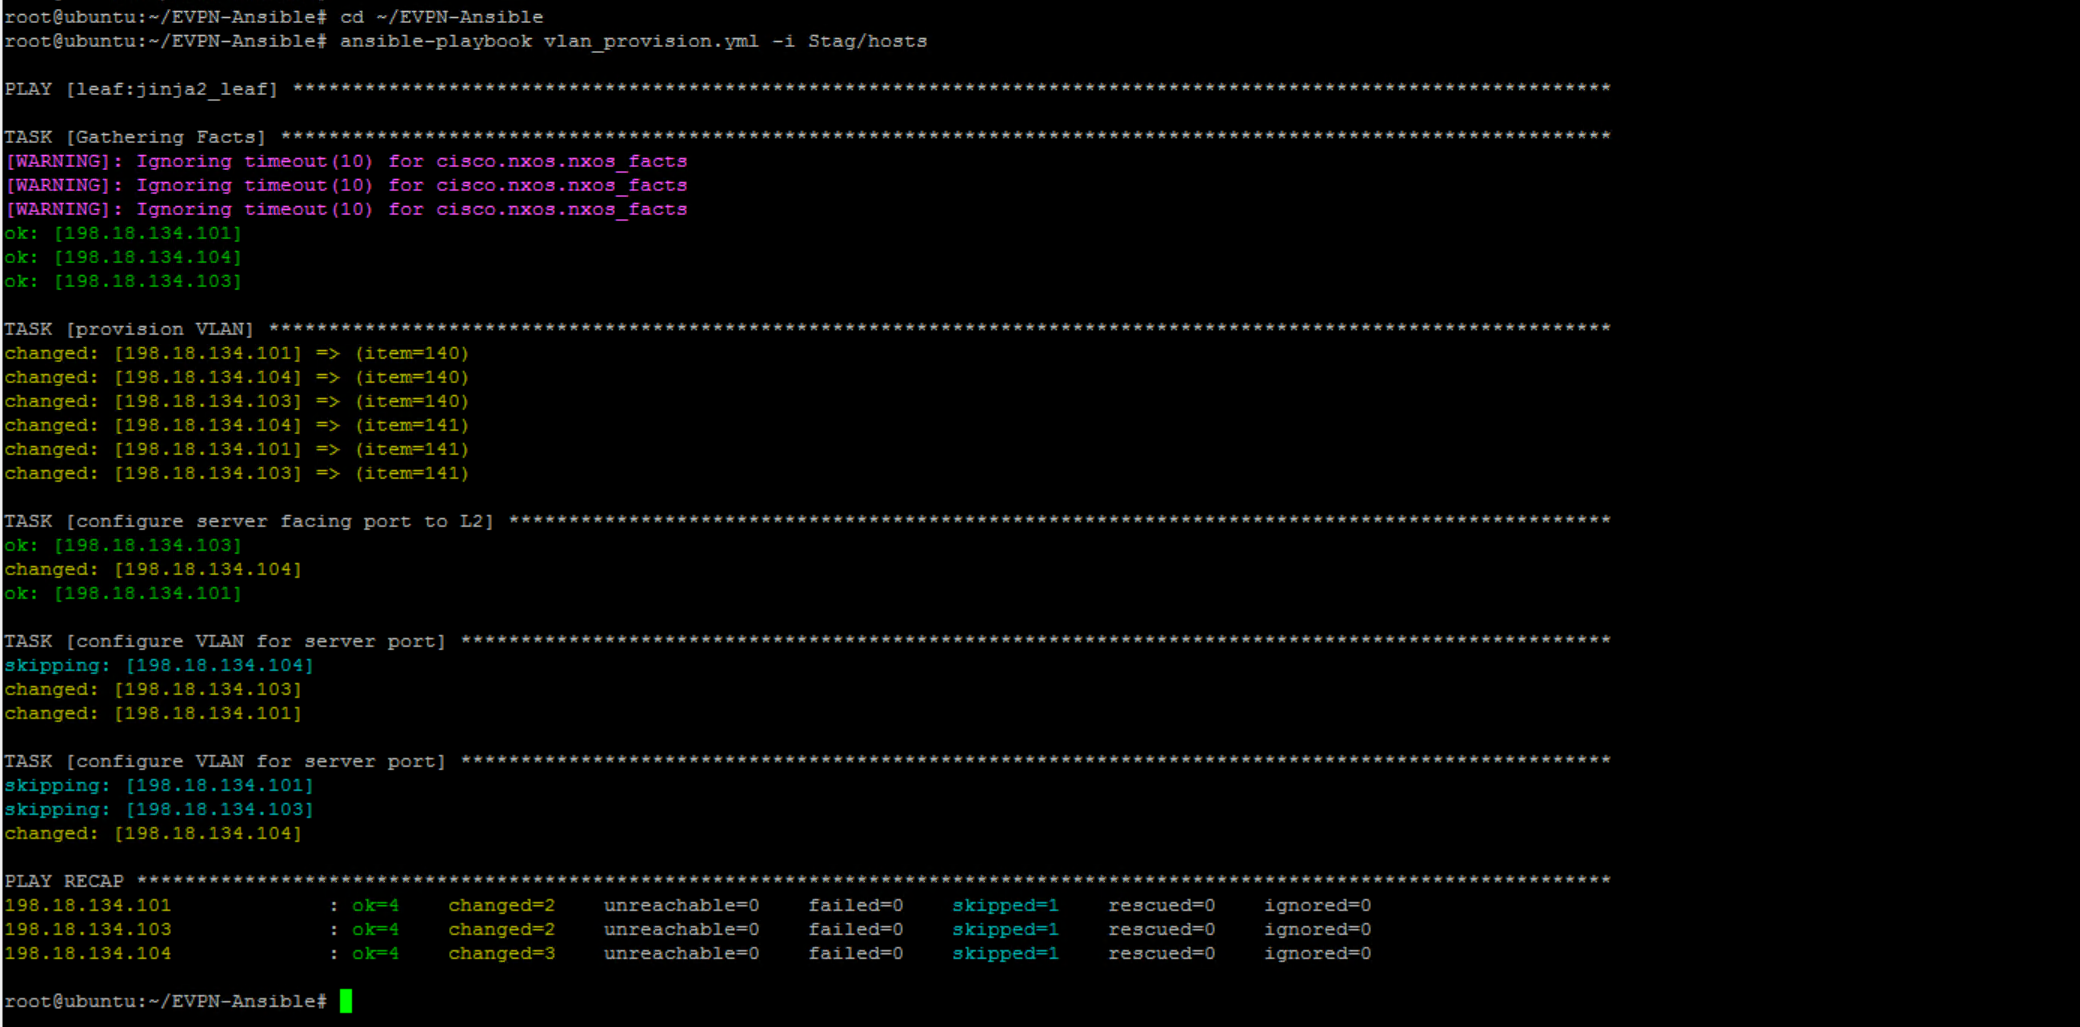 root@ubuntu:~/EVPN-Ansible# cd ~/EVPN-Ansible
root@ubuntu:~/EVPN-Ansible# ansible-playbook vlan_provision.yml -i Stag/hosts
PLAY [leaf:jinja2_leaf] **************************************************************************************************************
TASK [Gathering Facts] ***************************************************************************************************************
[WARNING]: Ignoring timeout(10) for cisco.nxos.nxos_facts
[WARNING]: Ignoring timeout(10) for cisco.nxos.nxos_facts
[WARNING]: Ignoring timeout(10) for cisco.nxos.nxos_facts
ok: [198.18.134.101]
ok: [198.18.134.104]
ok: [198.18.134.103]
TASK [provision VLAN] ****************************************************************************************************************
changed: [198.18.134.101] => (item=140)
changed: [198.18.134.104] => (item=140)
changed: [198.18.134.103] => (item=140)
changed: [198.18.134.104] => (item=141)
changed: [198.18.134.101] => (item=141)
changed: [198.18.134.103] => (item=141)
TASK [configure server facing port to L2] ********************************************************************************************
ok: [198.18.134.103]
changed: [198.18.134.104]
ok: [198.18.134.101]
TASK [configure VLAN for server port] ************************************************************************************************
skipping: [198.18.134.104]
changed: [198.18.134.103]
changed: [198.18.134.101]
TASK [configure VLAN for server port] ************************************************************************************************
skipping: [198.18.134.101]
skipping: [198.18.134.103]
changed: [198.18.134.104]
PLAY RECAP ***************************************************************************************************************************
198.18.134.101             : ok=4    changed=2    unreachable=0    failed=0    skipped=1    rescued=0    ignored=0
198.18.134.103             : ok=4    changed=2    unreachable=0    failed=0    skipped=1    rescued=0    ignored=0
198.18.134.104             : ok=4    changed=3    unreachable=0    failed=0    skipped=1    rescued=0    ignored=0
root@ubuntu:~/EVPN-Ansible#